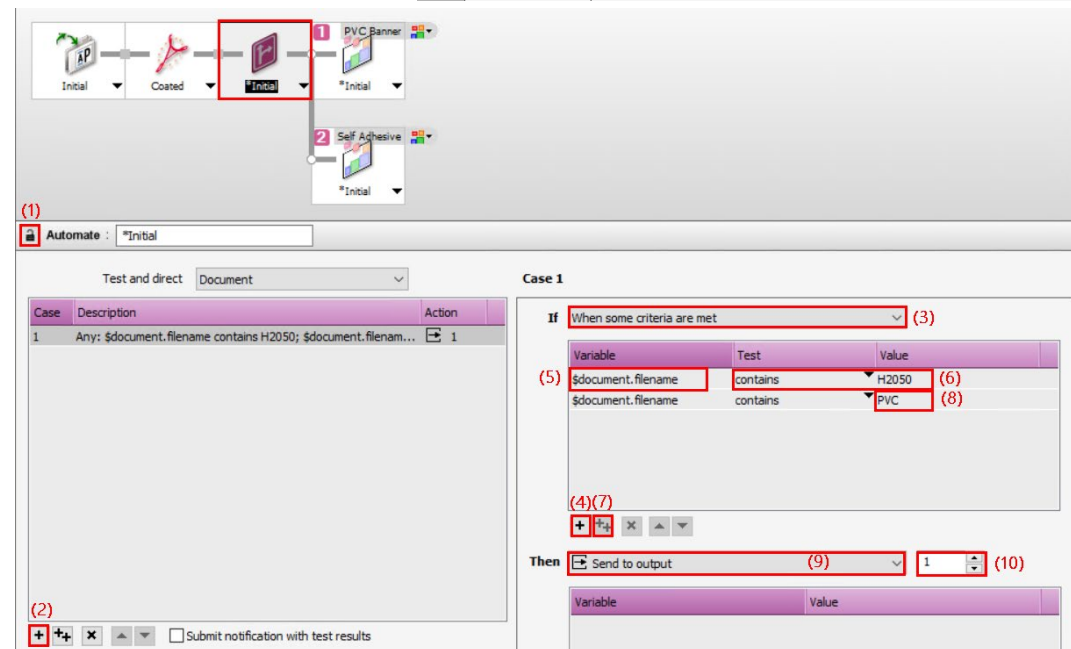 1 PVC Banner
AP
Initial Coated *Initial *Initial
2 Self Adhesive
*Initial
(1)
Automate : *Initial
Test and direct Document
Case 1
Case Description Action
If When some criteria are met (3)
1 Any: $document.filename contains H2050; $document.filenam... 1
Variable Test Value
(5) $document.filename contains H2050 (6)
$document.filename contains PVC (8)
(4)(7)
Then Send to output (9) 1 (10)
Variable Value
(2)
Submit notification with test results